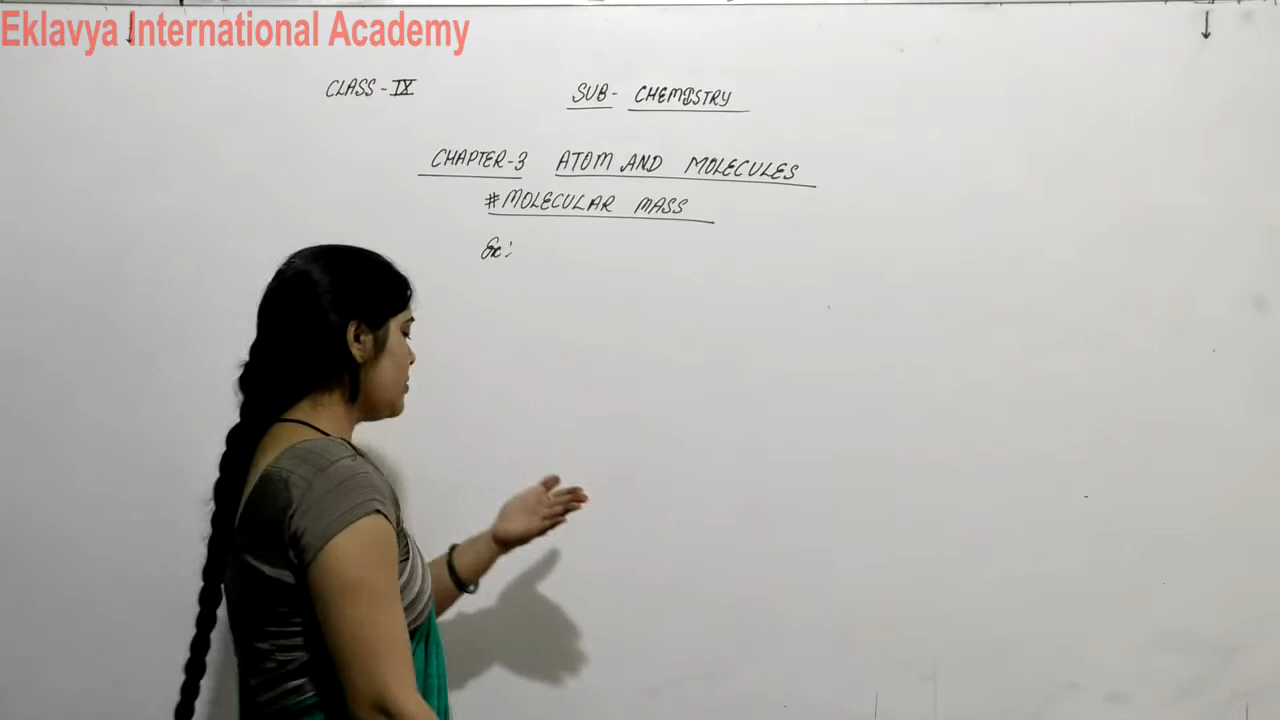 Eklavya International Academy
CLASS-IX SUB- CHEMISTRY
CHAPTER-3 ATOM AND MOLECULES
#MOLECULAR MASS
Ex: